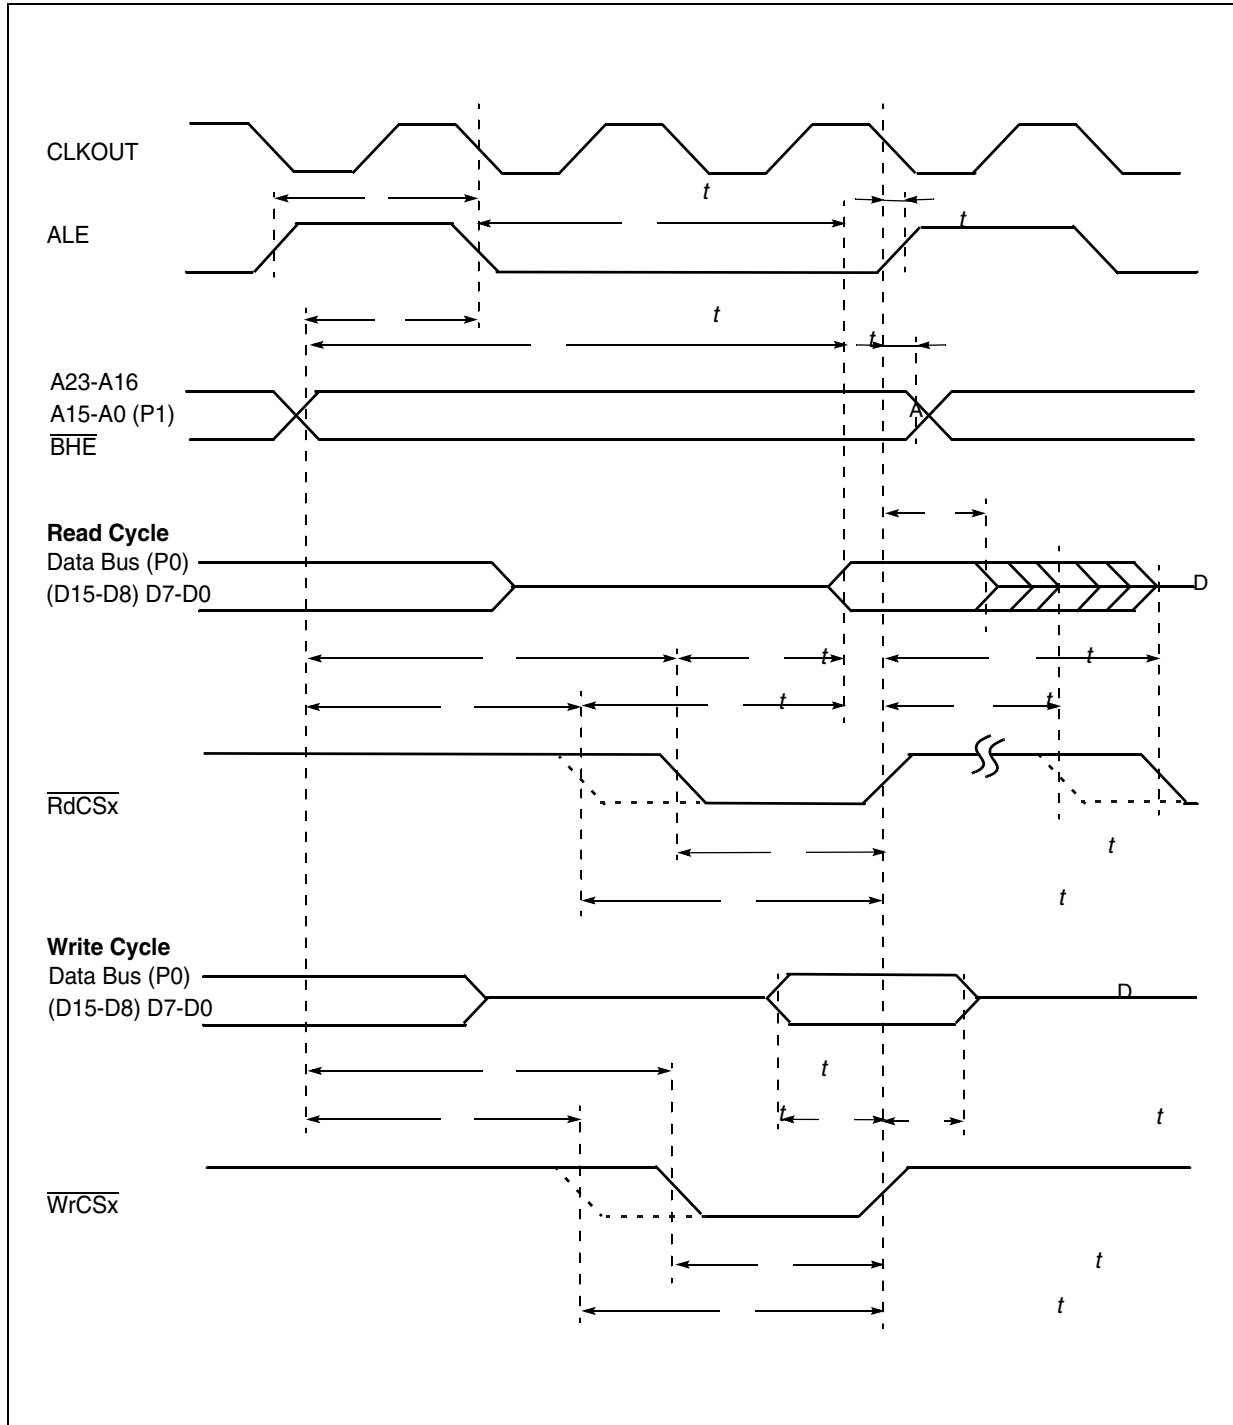 CLKOUT
t
t
ALE
t
t
A23-A16
A15-A0 (P1)
A
BHE
Read Cycle
Data Bus (P0)
(D15-D8) D7-D0
D
t
t
t
t
RdCSx
t
t
Write Cycle
Data Bus (P0)
(D15-D8) D7-D0
D
t
t
t
WrCSx
t
t